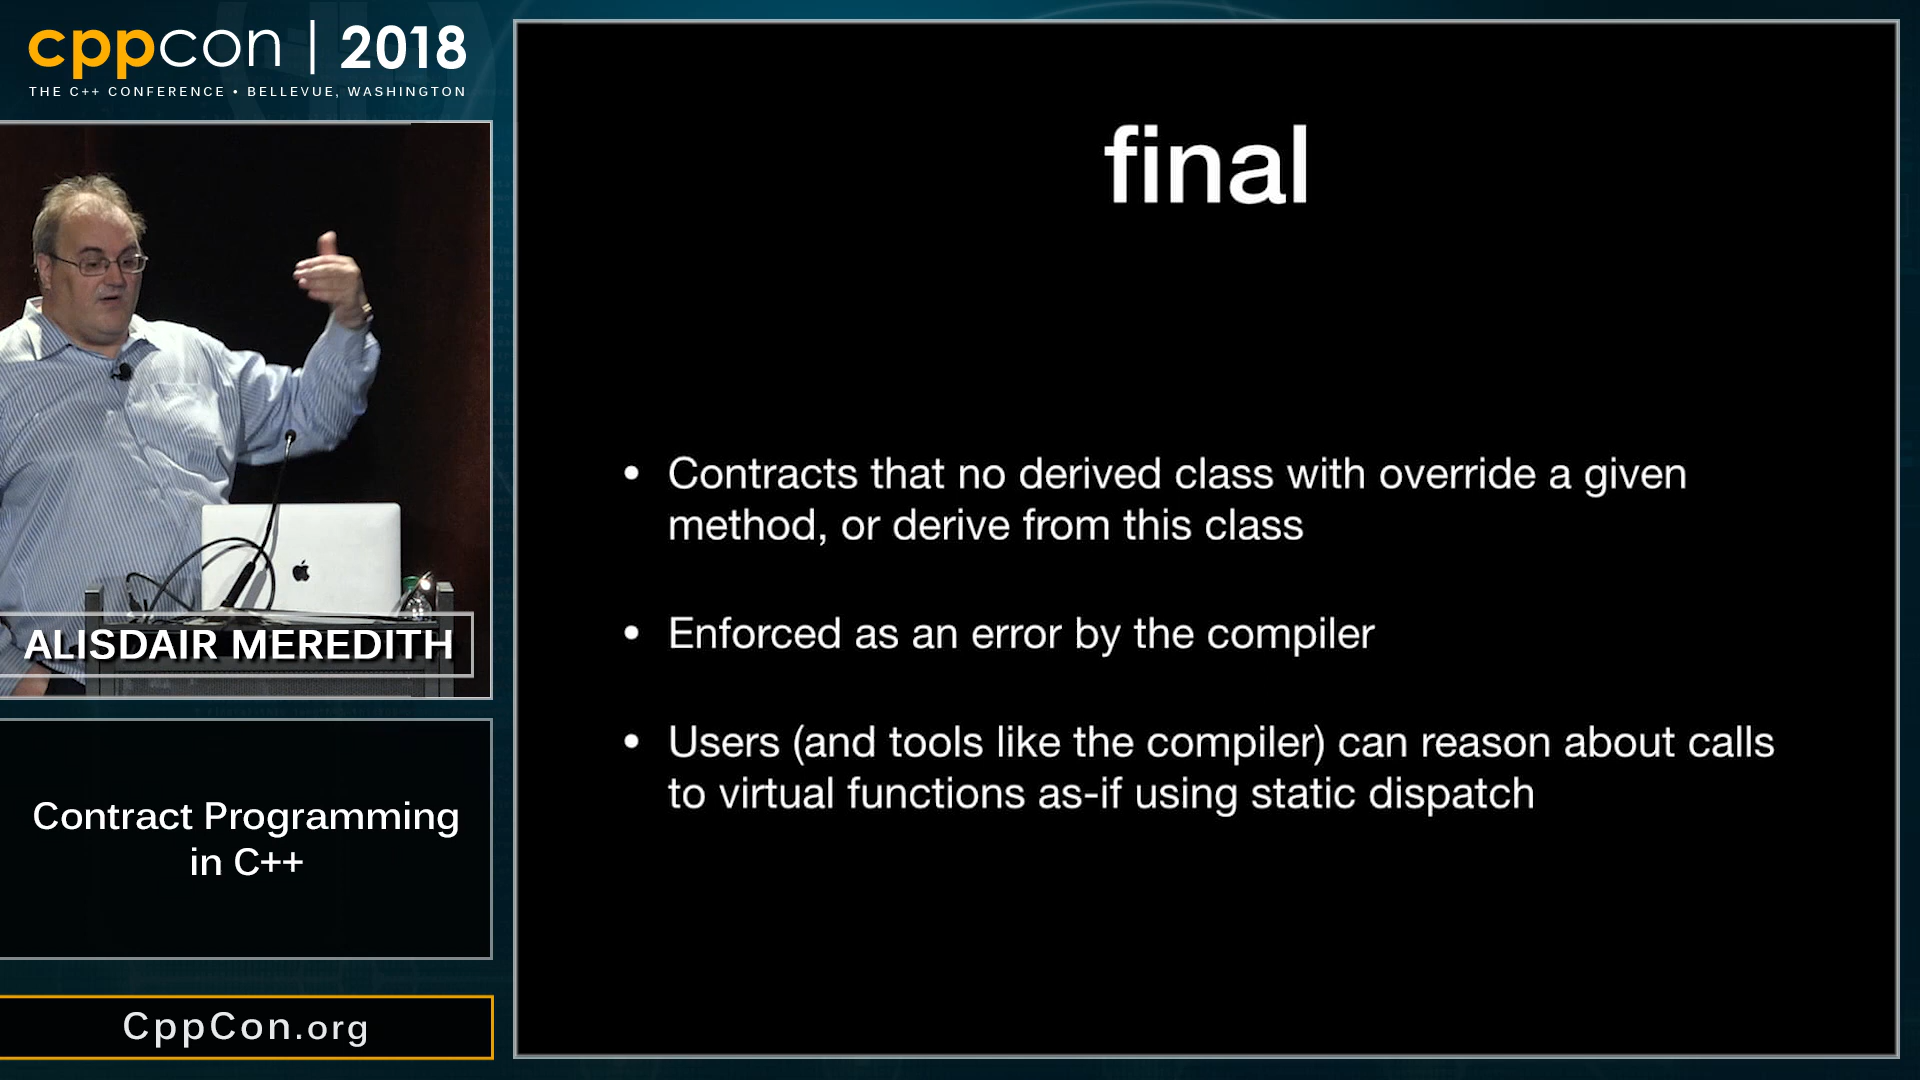 cppcon | 2018
THE C++ CONFERENCE • BELLEVUE, WASHINGTON
ALISDAIR MEREDITH
Contract Programming
in C++
CppCon.org
final
• Contracts that no derived class with override a given
method, or derive from this class
• Enforced as an error by the compiler
• Users (and tools like the compiler) can reason about calls
to virtual functions as-if using static dispatch